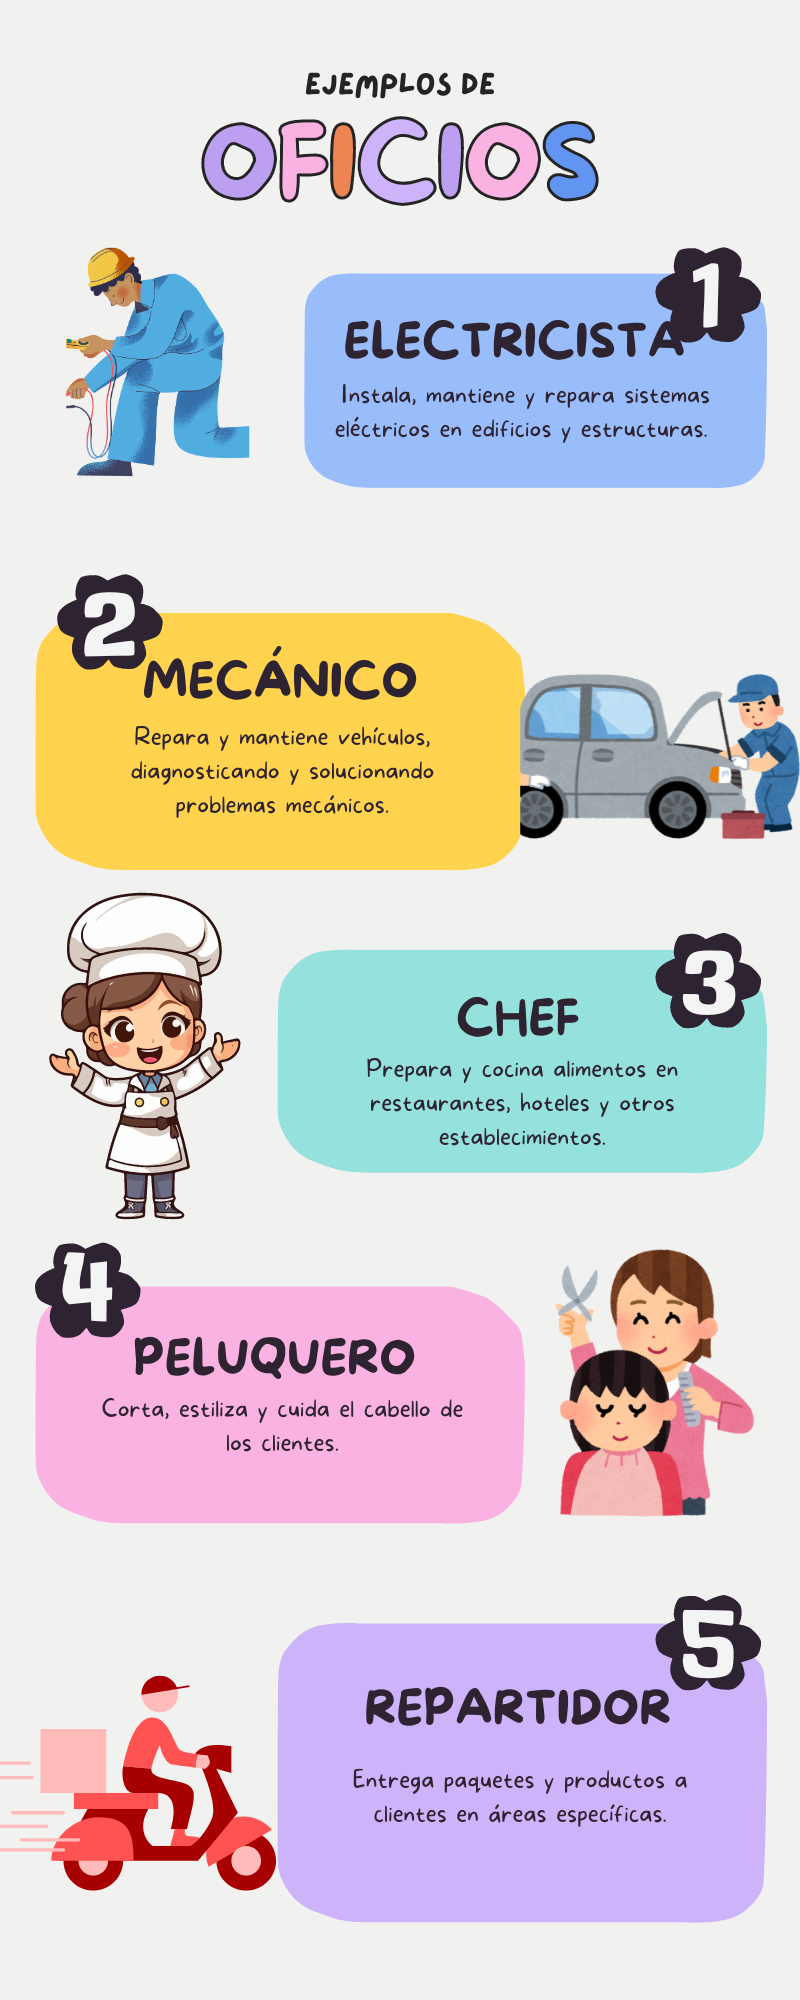 EJEMPLOS DE
OFICIOS
1
ELECTRICISTA
Instala, mantiene y repara sistemas
eléctricos en edificios y estructuras.
2
MECÁNICO
Repara y mantiene vehículos,
diagnosticando y solucionando
problemas mecánicos.
3
CHEF
Prepara y cocina alimentos en
restaurantes, hoteles y otros
establecimientos.
4
PELUQUERO
Corta, estiliza y cuida el cabello de
los clientes.
5
REPARTIDOR
Entrega paquetes y productos a
clientes en áreas específicas.